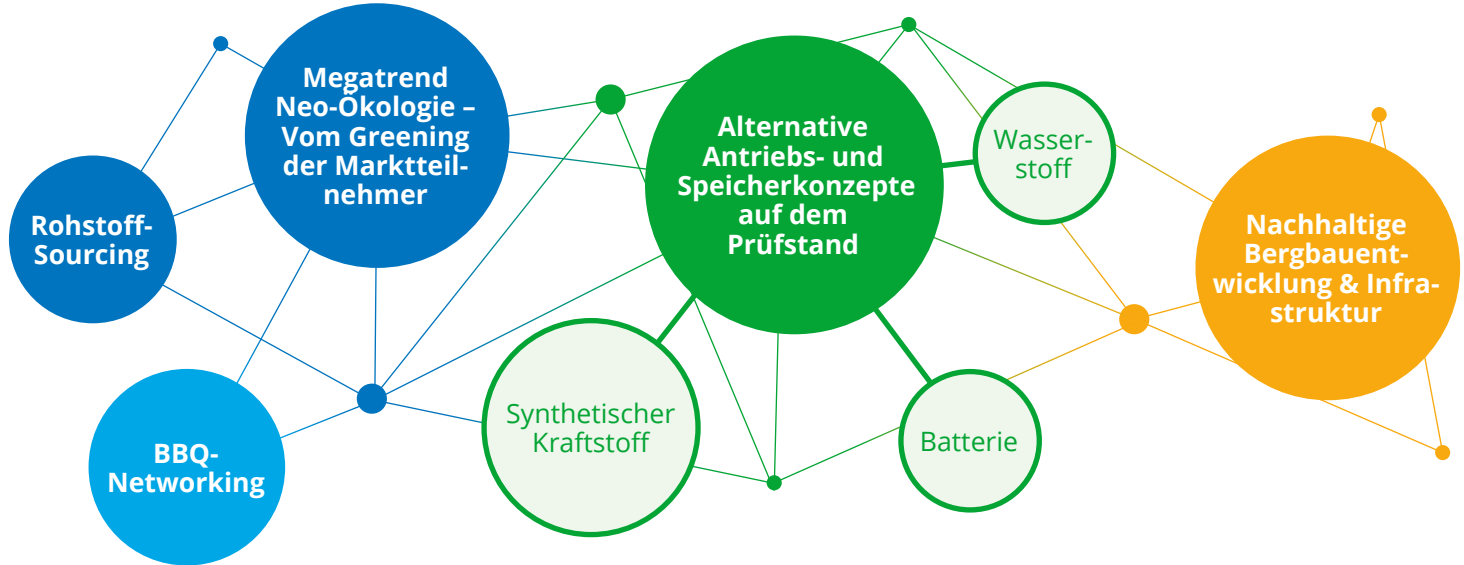 Megatrend
Neo-Ökologie –
Vom Greening
der Marktteil-
nehmer
Rohstoff-
Sourcing
BBQ-
Networking
Alternative
Antriebs- und
Speicherkonzepte
auf dem
Prüfstand
Wasser-
stoff
Synthetischer
Kraftstoff
Batterie
Nachhaltige
Bergbauent-
wicklung & Infra-
struktur